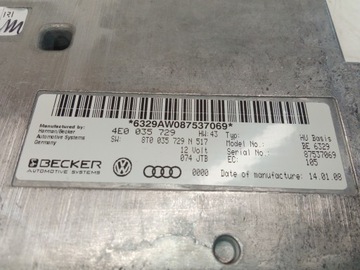 *6329AW087537069*
Manufactured by:
Harman/Becker
Automotive Systems
Germany
4E0 035 729
HW: 43
Typ:
HU Basis
SW:
8T0 035 729 N 517
Model No.:
BE 6329
12 Volt
Serial No.:
87537069
074 JTB
EC:
105
BECKER
AUTOMOTIVE SYSTEMS
0000
Date of manufacture: 14.01.08